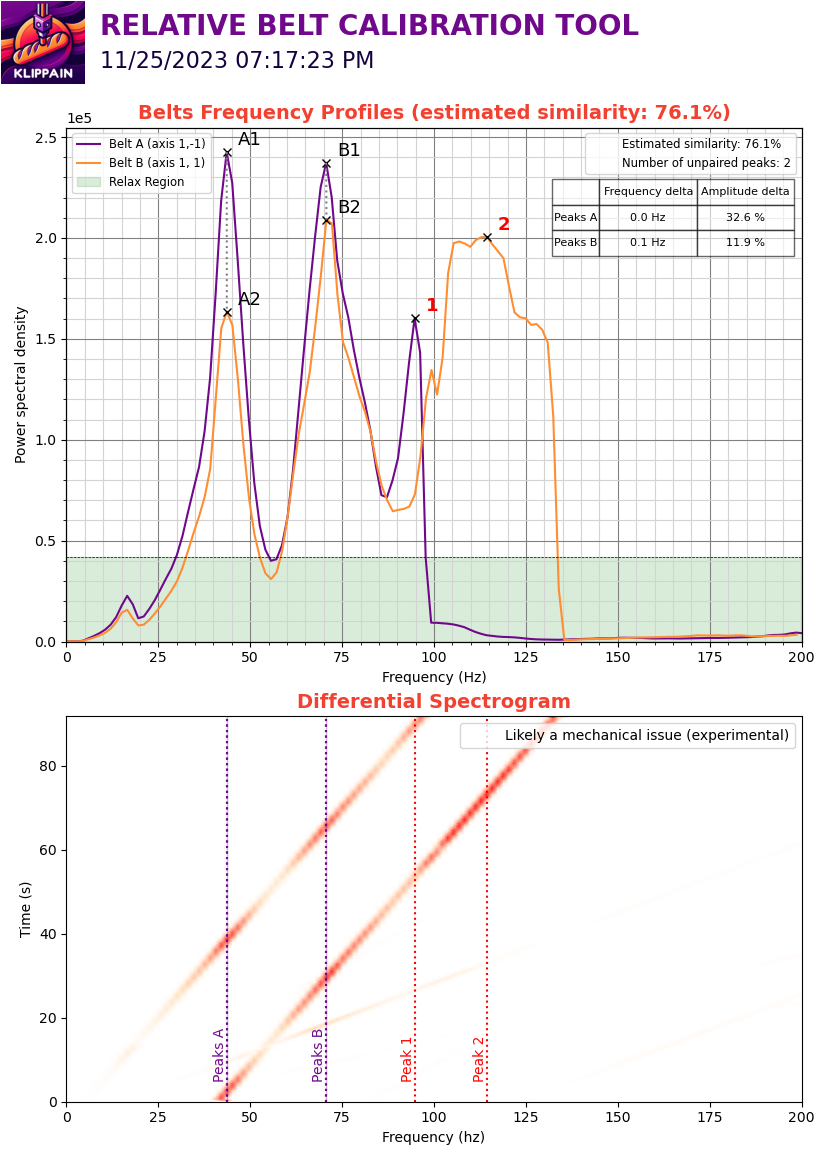 KLIPPAIN
RELATIVE BELT CALIBRATION TOOL
11/25/2023 07:17:23 PM
Belts Frequency Profiles (estimated similarity: 76.1%)
1e5
2.5
2.0
1.5
1.0
0.5
0.0
Power spectral density
Belt A (axis 1,-1)
Belt B (axis 1, 1)
Relax Region
A1
A2
B1
B2
1
2
Estimated similarity: 76.1%
Number of unpaired peaks: 2
Frequency delta Amplitude delta
Peaks A 0.0 Hz 32.6 %
Peaks B 0.1 Hz 11.9 %
0 25 50 75 100 125 150 175 200
Frequency (Hz)
Differential Spectrogram
Likely a mechanical issue (experimental)
80
60
40
20
0
Time (s)
Peaks A
Peaks B
Peak 1
Peak 2
0 25 50 75 100 125 150 175 200
Frequency (hz)